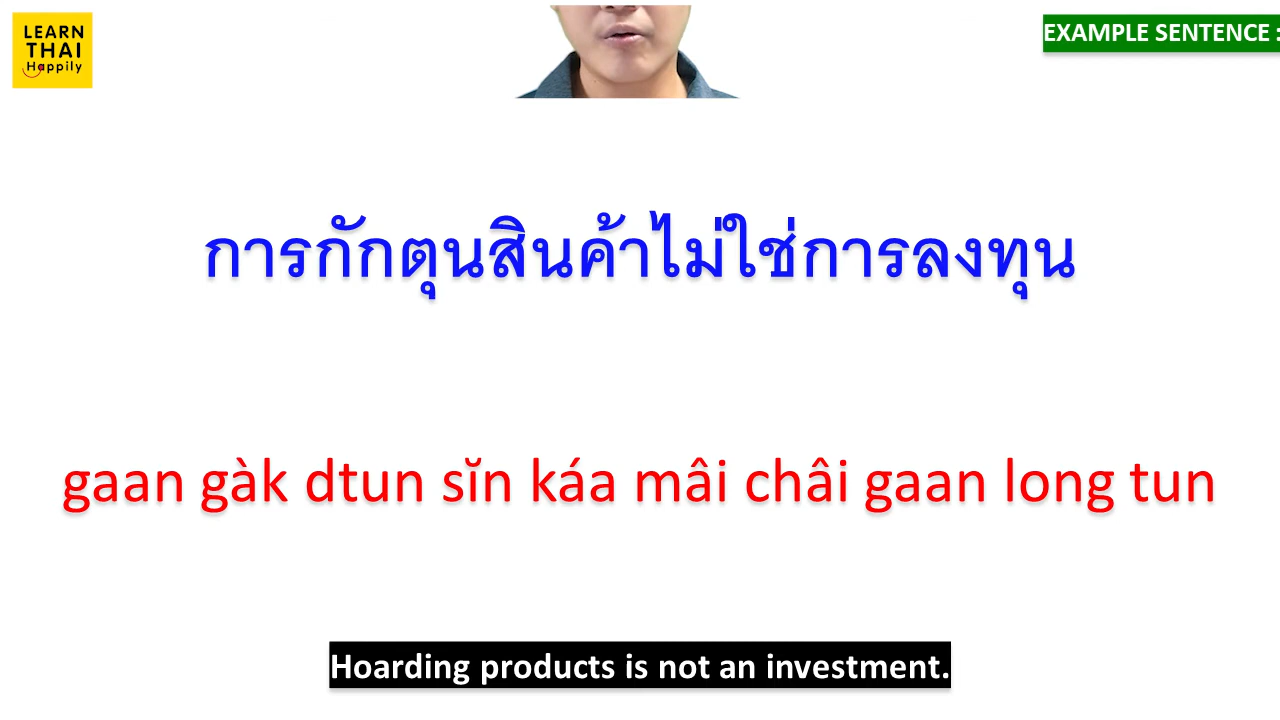 LEARN
THAI
Happily
EXAMPLE SENTENCE :
การกักตุนสินค้าไม่ใช่การลงทุน
gaan gàk dtun sĭn káa mâi châi gaan long tun
Hoarding products is not an investment.